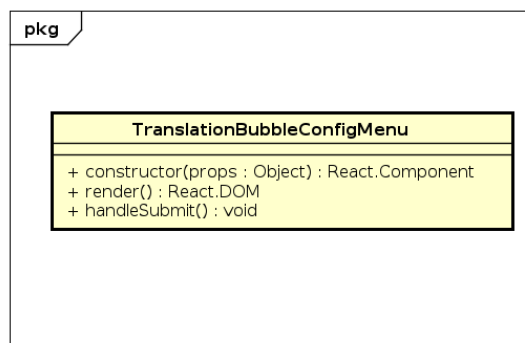 pkg
TranslationBubbleConfigMenu
+ constructor(props : Object) : React.Component
+ render() : React.DOM
+ handleSubmit() : void